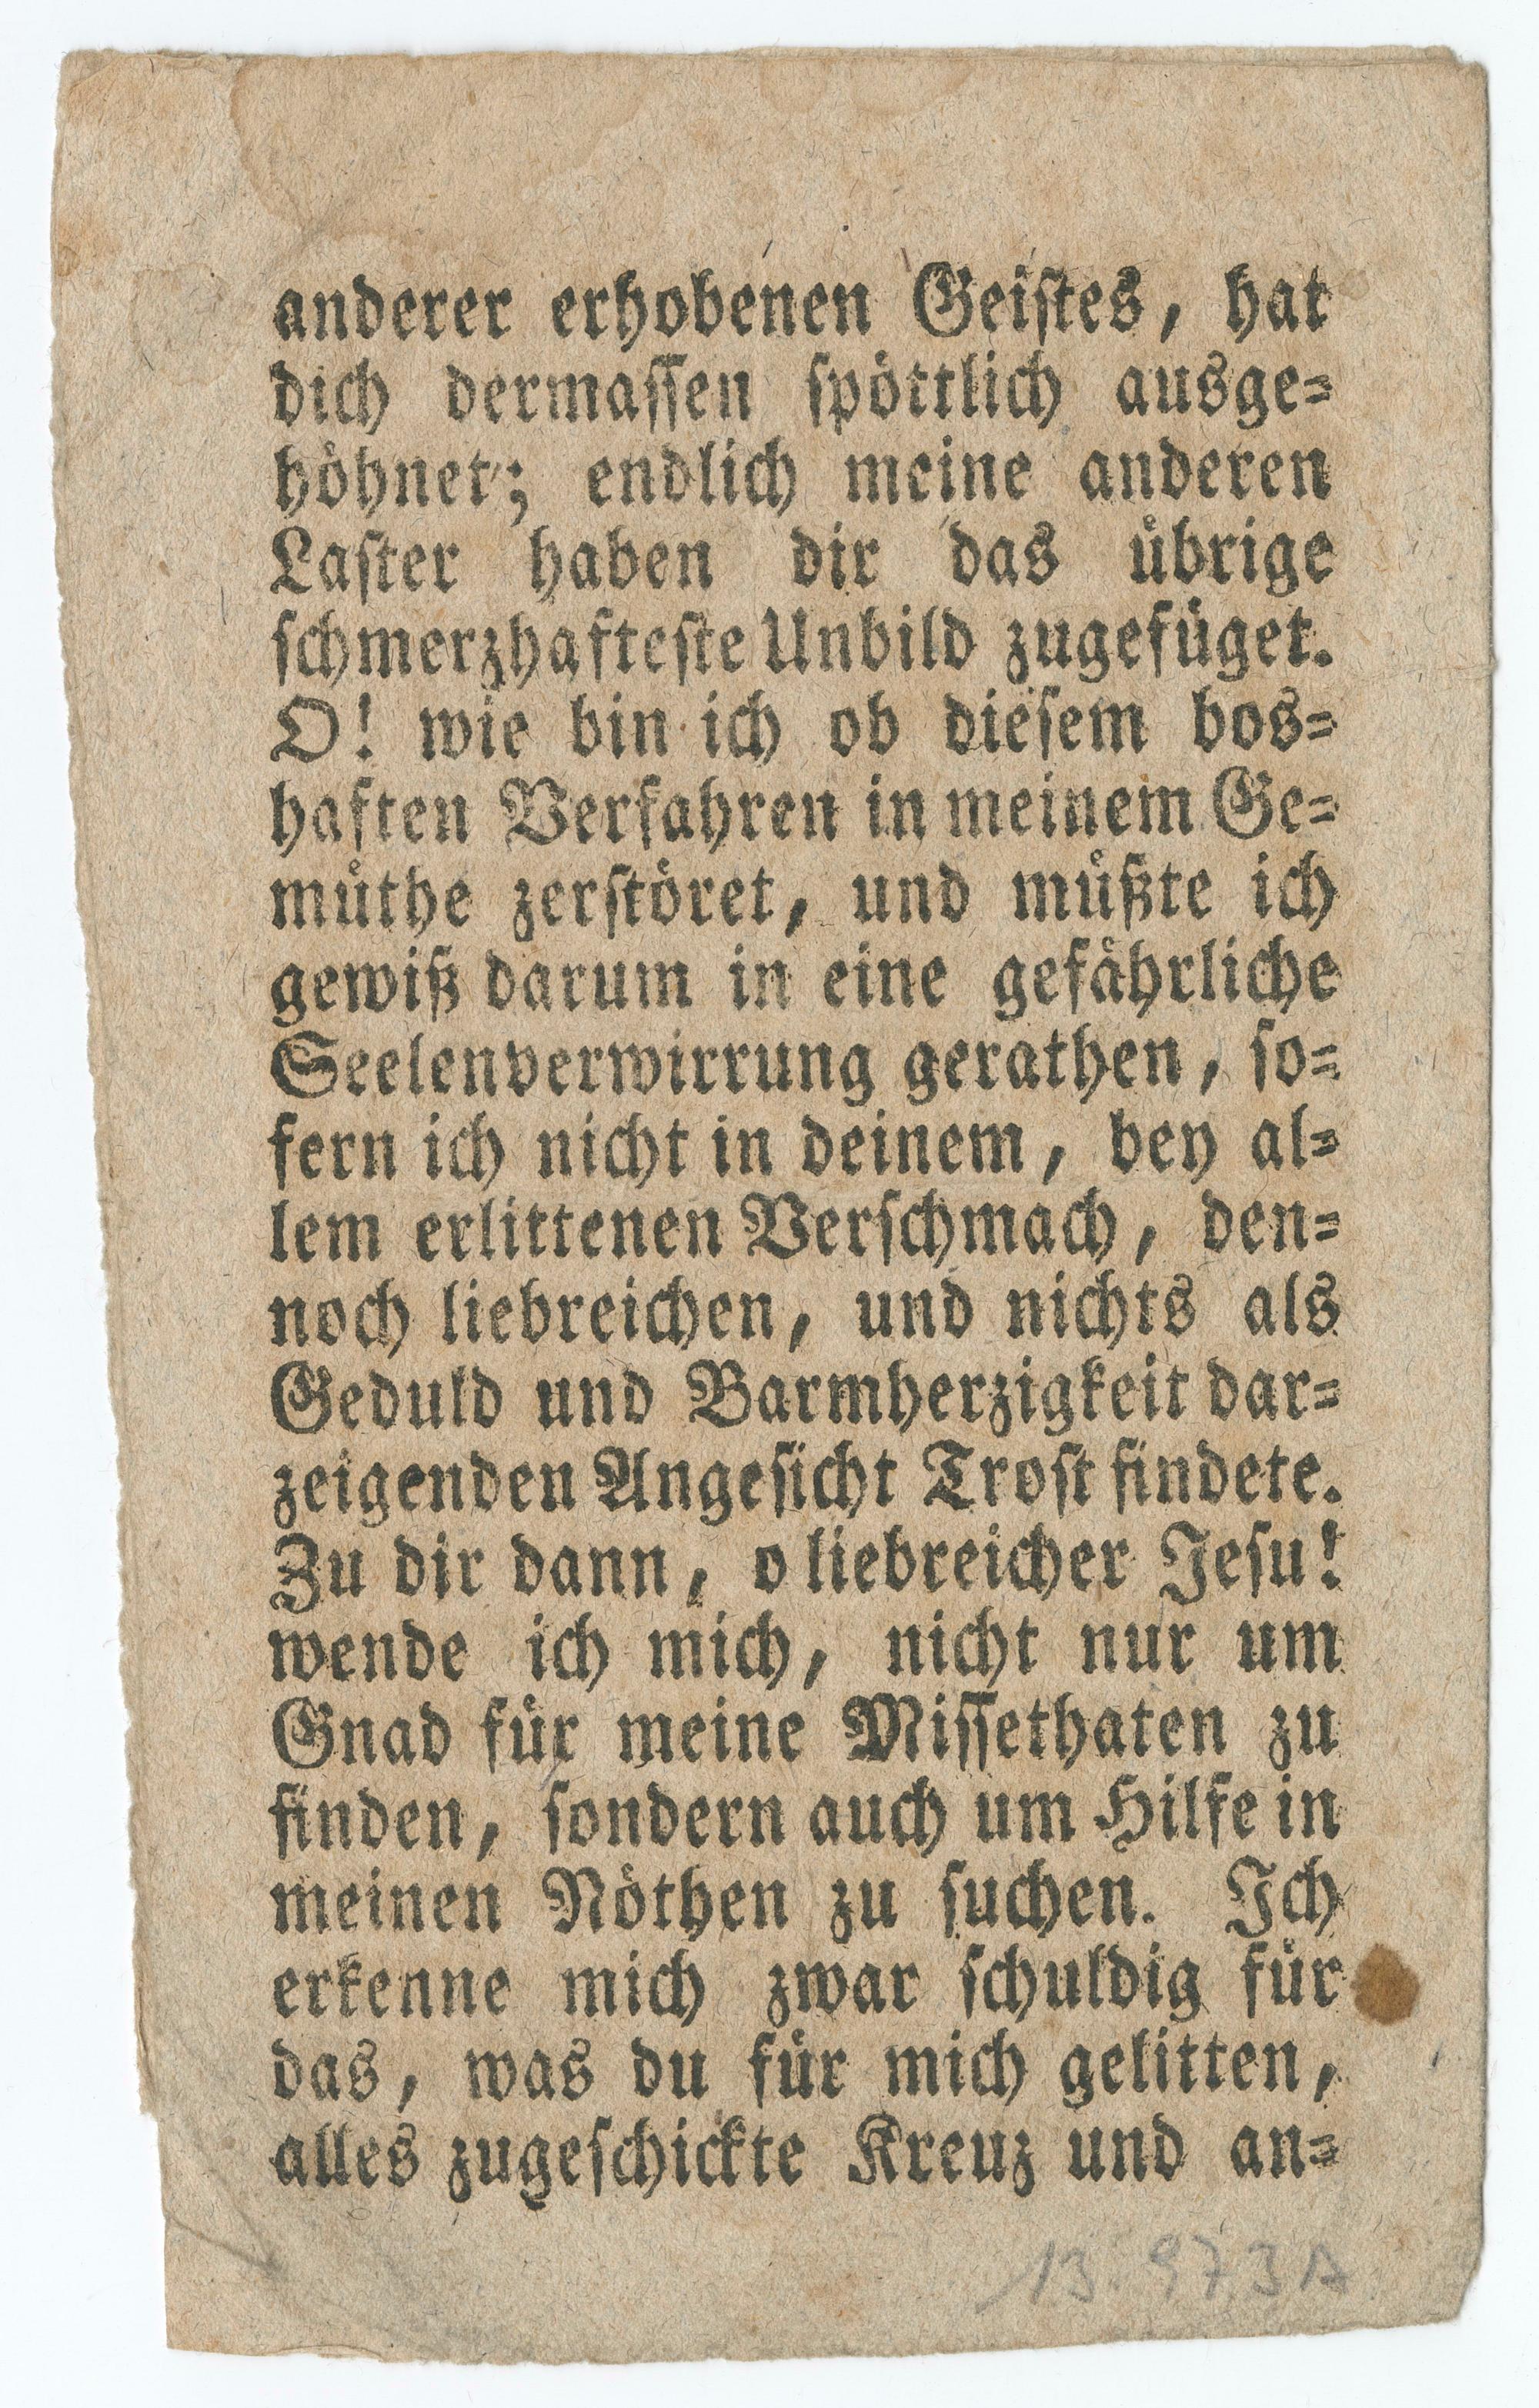 anderer erhobenen Geistes, hat
dich dermassen spöttlich ausge=
höhnet; endlich meine anderen
Laster haben dir das übrige
schmerzhafteste Unbild zugefüget.
O! wie bin ich ob diesem bos=
haften Verfahren in meinem Ge=
müthe zerstöret, und müßte ich
gewiß darum in eine gefährliche
Seelenverwirrung gerathen, so=
fern ich nicht in deinem, bey al=
lem erlittenen Verschmach, den=
noch liebreichen, und nichts als
Geduld und Barmherzigkeit dar=
zeigenden Angesicht Trost findete.
Zu dir dann, o liebreicher Jesu!
wende ich mich, nicht nur um
Gnad für meine Missethaten zu
finden, sondern auch um Hilfe in
meinen Nöthen zu suchen. Ich
erkenne mich zwar schuldig für
das, was du für mich gelitten,
alles zugeschickte Kreuz und an=
13.973A